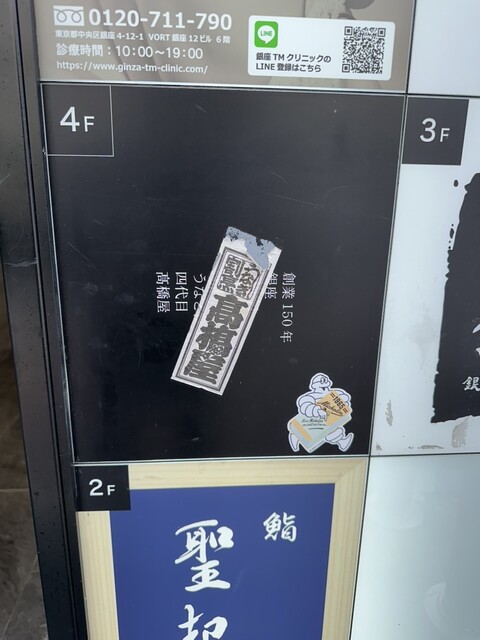 0120-711-790
東京都中央区銀座 4-12-1 VORT 銀座 12ビル 6 階
診療時間：10：00～19：00
https://www.ginza-tm-clinic.com/
LINE
銀座 TM クリニックの
LINE 登録はこちら
4F
創業 150 年
銀座
うなぎ
四代目
髙橋屋
割烹
髙橋屋
3F
銀
2F
鮨
聖